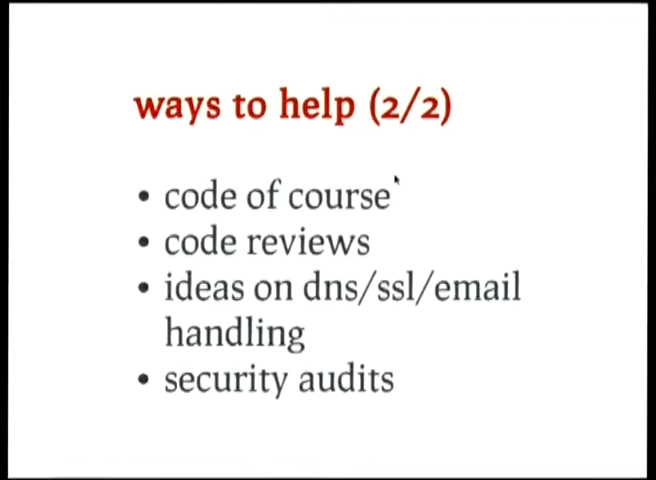 ways to help (2/2)
• code of course
• code reviews
• ideas on dns/ssl/email
handling
• security audits